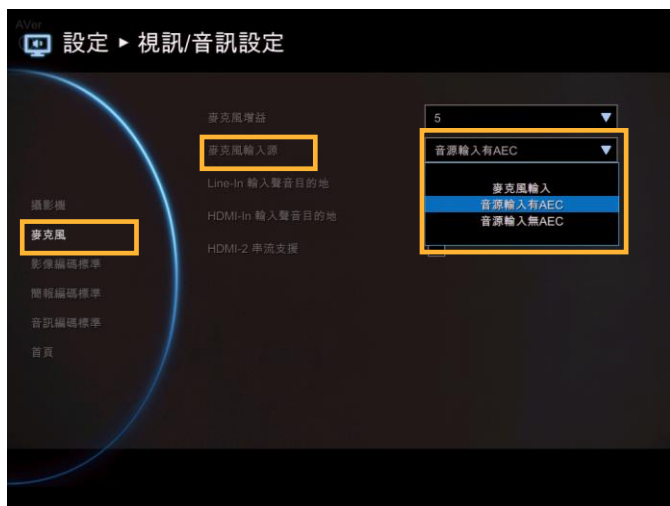 AVer
設定 ▸ 視訊/音訊設定
麥克風增益
5
麥克風輸入源
音源輸入有AEC
Line-In 輸入聲音目的地
麥克風輸入
音源輸入有AEC
音源輸入無AEC
HDMI-In 輸入聲音目的地
HDMI-2 串流支援
攝影機
麥克風
影像編碼標準
簡報編碼標準
音訊編碼標準
首頁